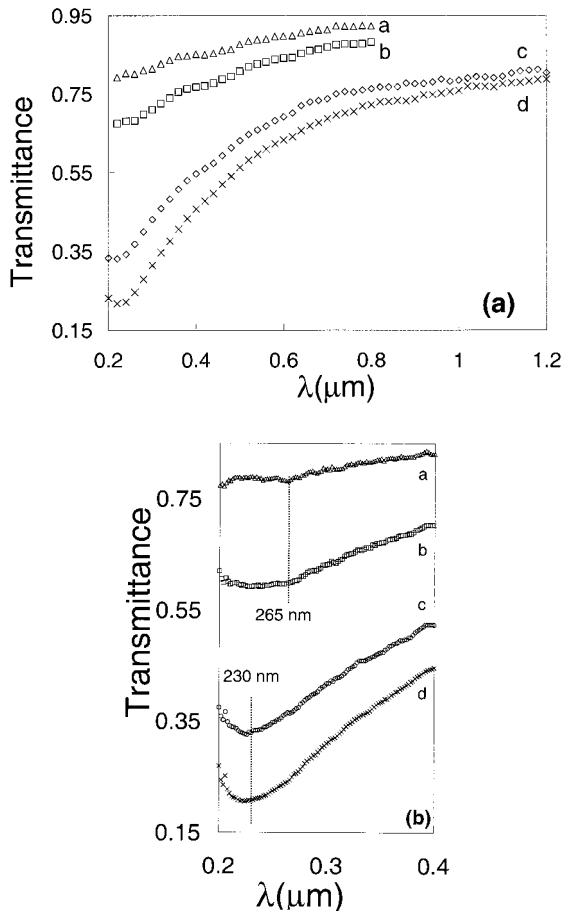 0.95
0.75
0.55
0.35
0.15
Transmittance
a
b
c
d
(a)
0.2 0.4 0.6 0.8 1 1.2
λ(μm)
0.75
0.55
0.35
0.15
Transmittance
a
b
265 nm
c
230 nm
d
(b)
0.2 0.3 0.4
λ(μm)